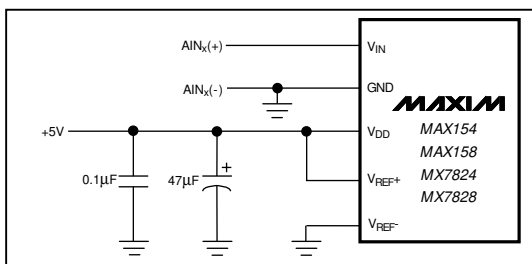 AINx(+)
VIN
AINx(-)
GND
MAXIM
+5V
VDD
MAX154
MAX158
MX7824
MX7828
0.1µF
47µF
+
VREF+
VREF-